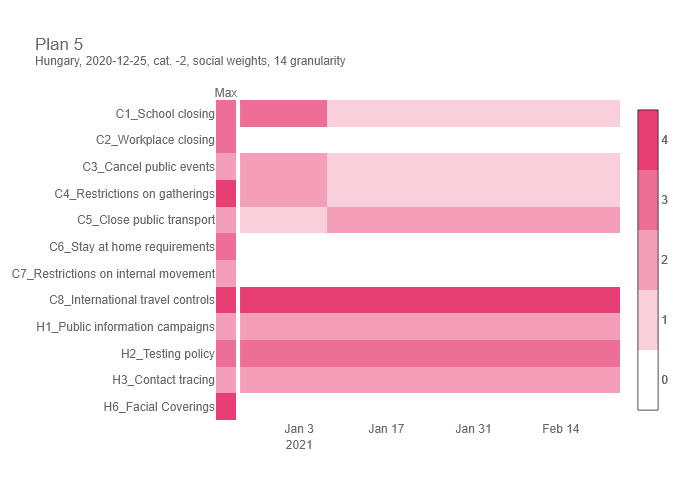 Plan 5
Hungary, 2020-12-25, cat. -2, social weights, 14 granularity
Max
C1_School closing
C2_Workplace closing
C3_Cancel public events
C4_Restrictions on gatherings
C5_Close public transport
C6_Stay at home requirements
C7_Restrictions on internal movement
C8_International travel controls
H1_Public information campaigns
H2_Testing policy
H3_Contact tracing
H6_Facial Coverings
Jan 3
2021
Jan 17
Jan 31
Feb 14
4
3
2
1
0